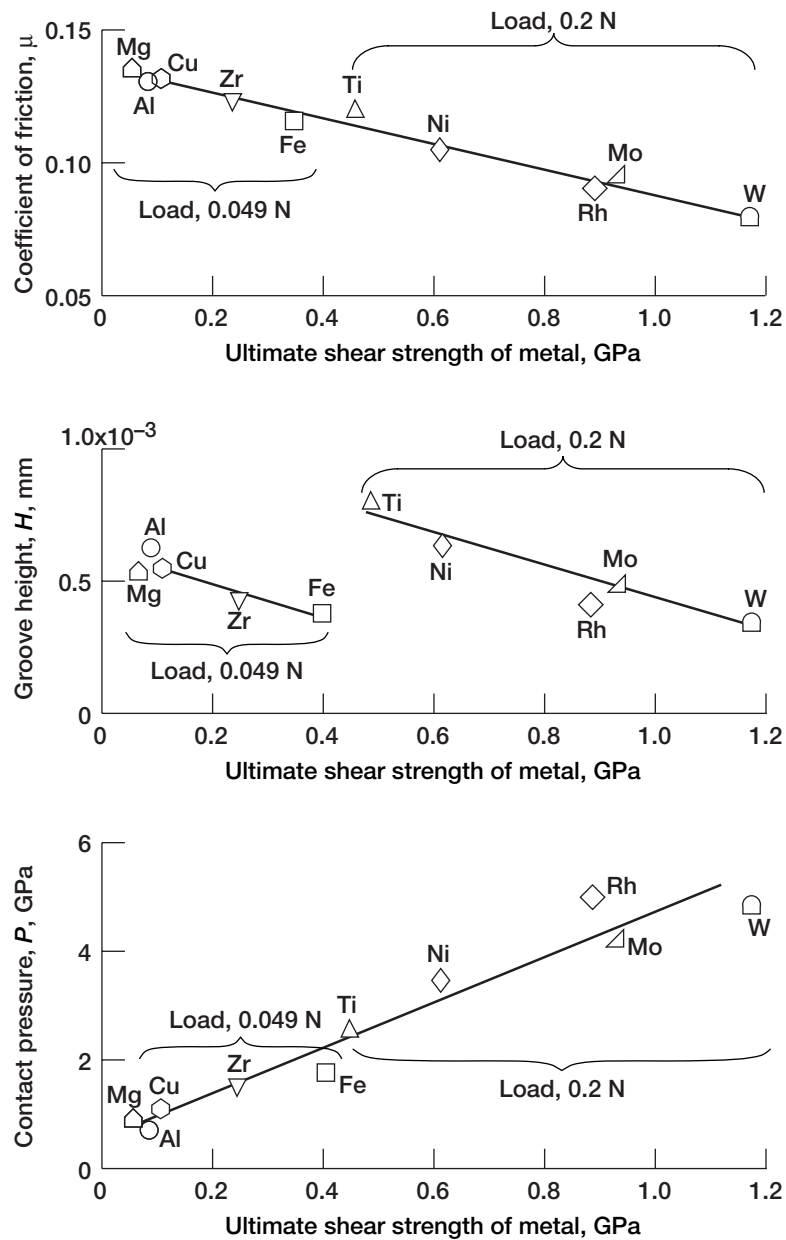 0.15
Coefficient of friction, μ
Load, 0.2 N
Mg
Cu
Al
Zr
Ti
Fe
Ni
0.10
Mo
Load, 0.049 N
Rh
W
0.05
0 0.2 0.4 0.6 0.8 1.0 1.2
Ultimate shear strength of metal, GPa
1.0x10–3
Groove height, H, mm
Load, 0.2 N
Al
Ti
Cu
Mg
Ni
Mo
0.5
Fe
Zr
Rh
W
Load, 0.049 N
0
0 0.2 0.4 0.6 0.8 1.0 1.2
Ultimate shear strength of metal, GPa
6
Contact pressure, P, GPa
Rh
Ni
Mo
W
4
Load, 0.049 N
Ti
2
Mg
Cu
Zr
Fe
Load, 0.2 N
Al
0
0 0.2 0.4 0.6 0.8 1.0 1.2
Ultimate shear strength of metal, GPa